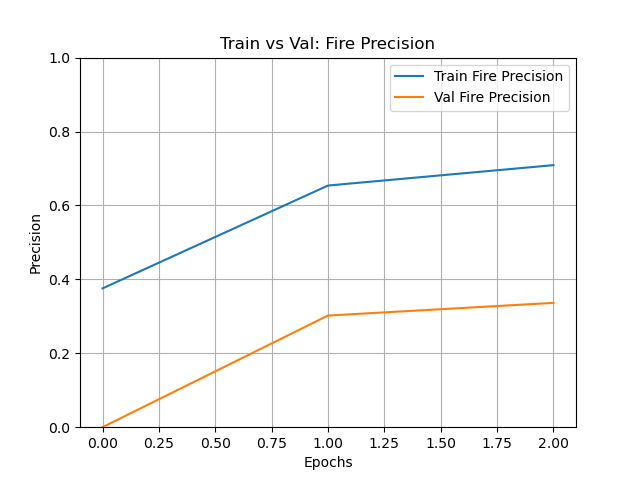 Train vs Val: Fire Precision
1.0
Train Fire Precision
Val Fire Precision
0.8
0.6
Precision
0.4
0.2
0.0
0.00 0.25 0.50 0.75 1.00 1.25 1.50 1.75 2.00
Epochs